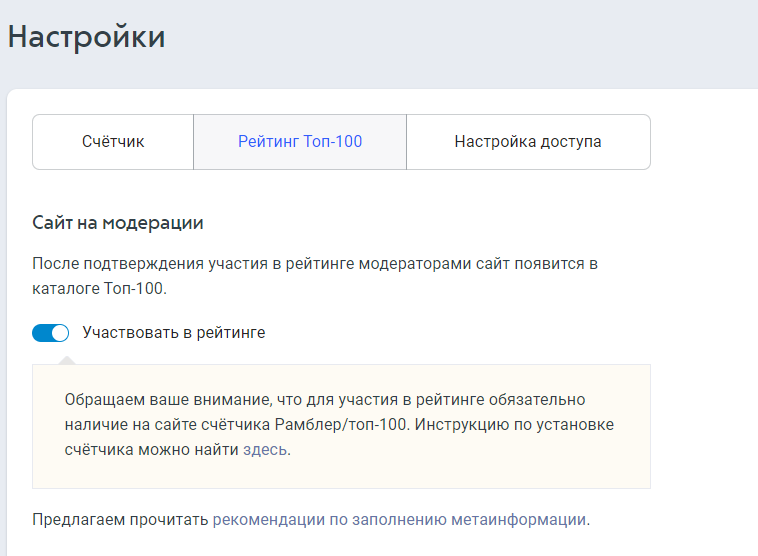 Настройки
Счётчик
Рейтинг Топ-100
Настройка доступа
Сайт на модерации
После подтверждения участия в рейтинге модераторами сайт появится в
каталоге Топ-100.
Участвовать в рейтинге
Обращаем ваше внимание, что для участия в рейтинге обязательно
наличие на сайте счётчика Рамблер/топ-100. Инструкцию по установке
счётчика можно найти здесь.
Предлагаем прочитать рекомендации по заполнению метаинформации.